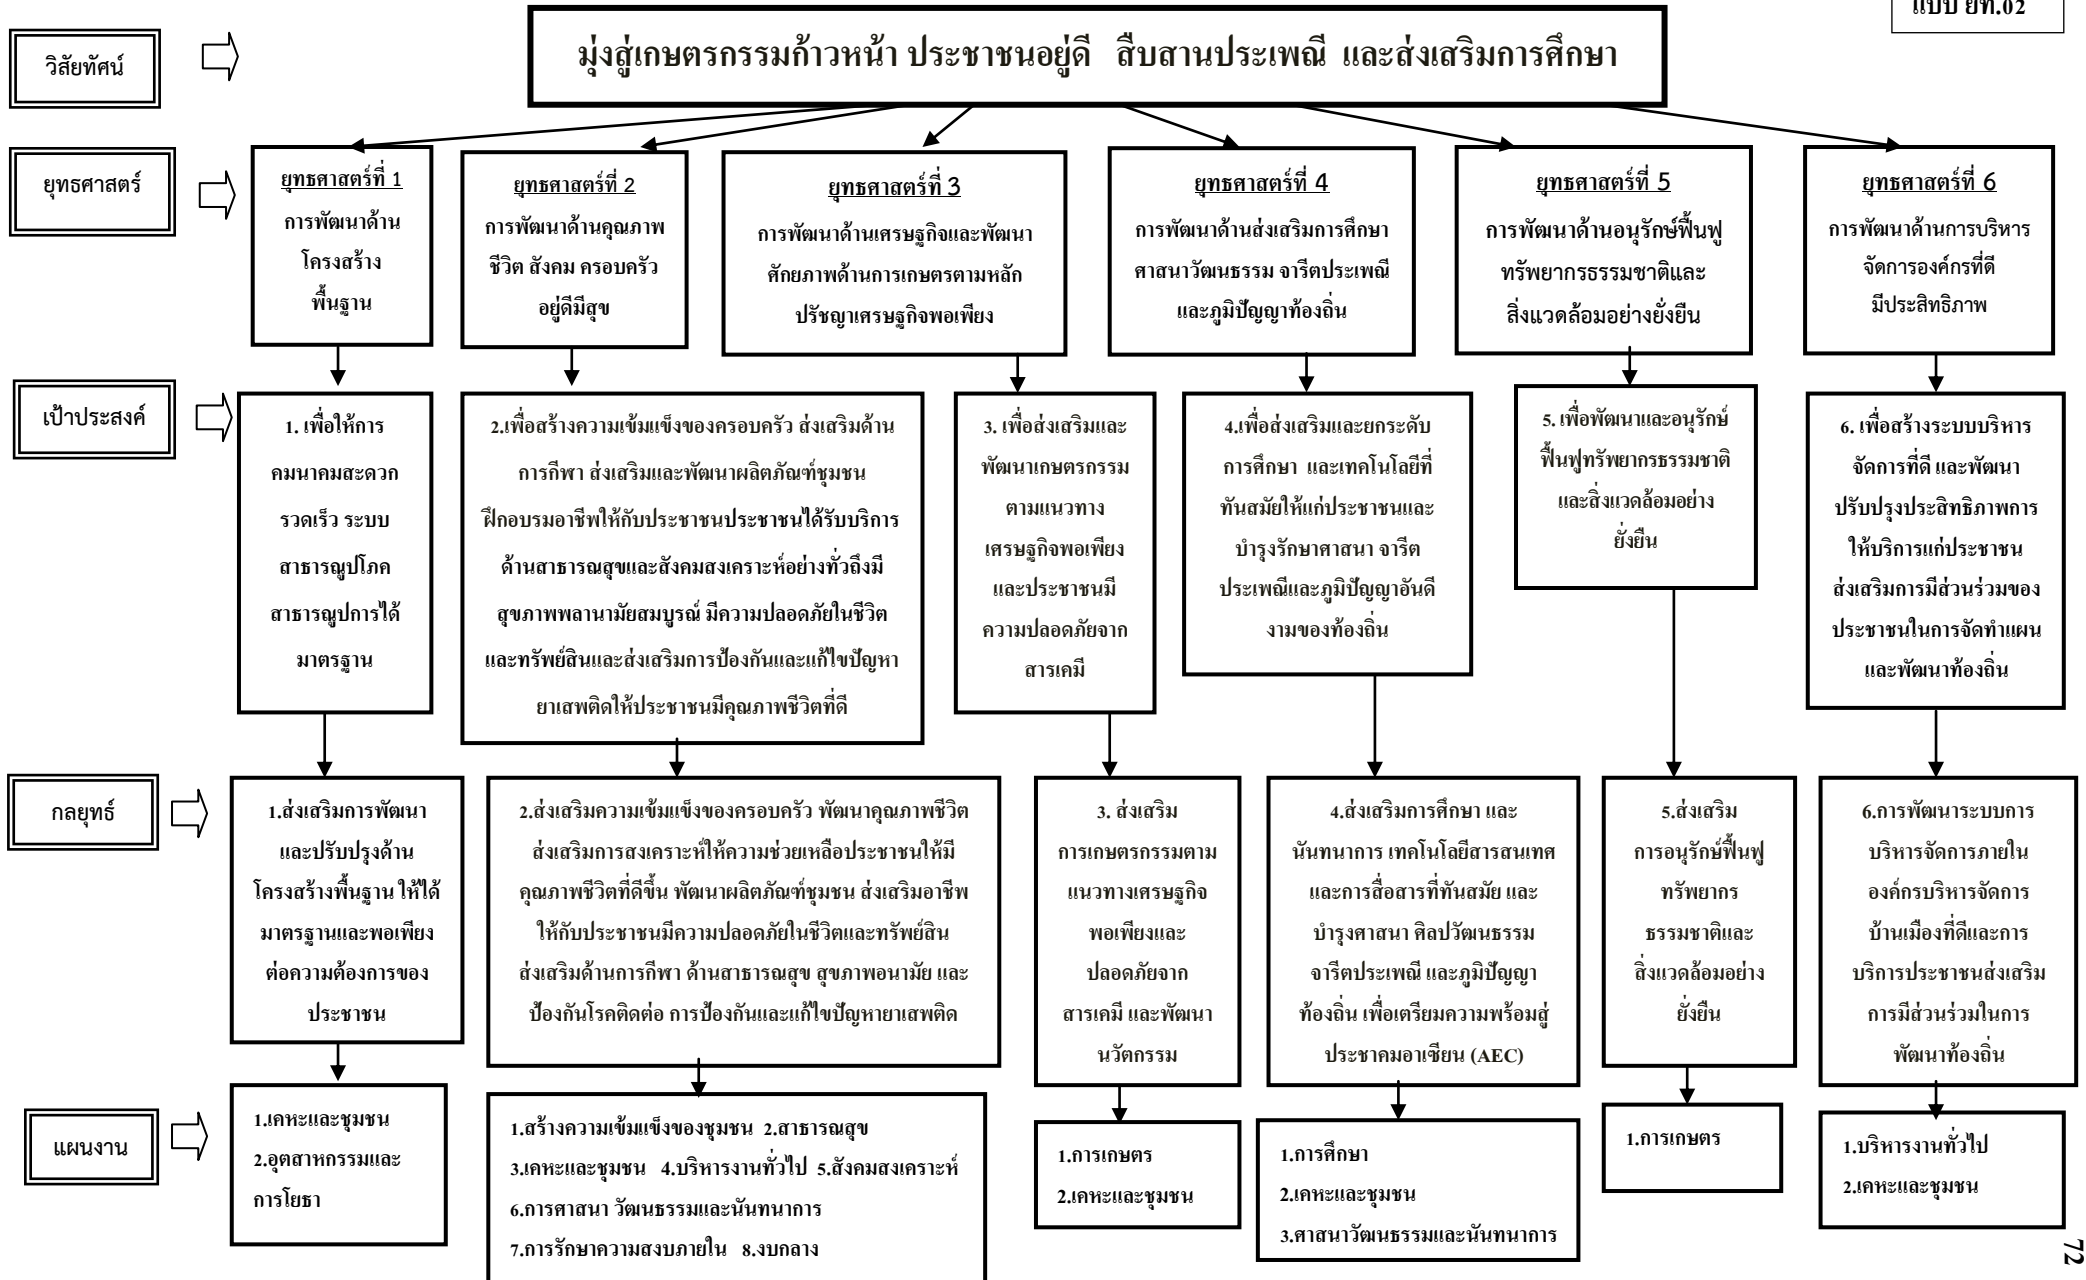 แบบ ยท.02
วิสัยทัศน์
มุ่งสู่เกษตรกรรมก้าวหน้า ประชาชนอยู่ดี สืบสานประเพณี และส่งเสริมการศึกษา
ยุทธศาสตร์
ยุทธศาสตร์ที่ 1
การพัฒนาด้าน
โครงสร้าง
พื้นฐาน
ยุทธศาสตร์ที่ 2
การพัฒนาด้านคุณภาพ
ชีวิต สังคม ครอบครัว
อยู่ดีมีสุข
ยุทธศาสตร์ที่ 3
การพัฒนาด้านเศรษฐกิจและพัฒนา
ศักยภาพด้านการเกษตรตามหลัก
ปรัชญาเศรษฐกิจพอเพียง
ยุทธศาสตร์ที่ 4
การพัฒนาด้านส่งเสริมการศึกษา
ศาสนาวัฒนธรรม จารีตประเพณี
และภูมิปัญญาท้องถิ่น
ยุทธศาสตร์ที่ 5
การพัฒนาด้านอนุรักษ์ฟื้นฟู
ทรัพยากรธรรมชาติและ
สิ่งแวดล้อมอย่างยั่งยืน
ยุทธศาสตร์ที่ 6
การพัฒนาด้านการบริหาร
จัดการองค์กรที่ดี
มีประสิทธิภาพ
เป้าประสงค์
1. เพื่อให้การ
คมนาคมสะดวก
รวดเร็ว ระบบ
สาธารณูปโภค
สาธารณูปการได้
มาตรฐาน
2.เพื่อสร้างความเข้มแข็งของครอบครัว ส่งเสริมด้าน
การกีฬา ส่งเสริมและพัฒนาผลิตภัณฑ์ชุมชน
ฝึกอบรมอาชีพให้กับประชาชนประชาชนได้รับบริการ
ด้านสาธารณสุขและสังคมสงเคราะห์อย่างทั่วถึงมี
สุขภาพพลานามัยสมบูรณ์ มีความปลอดภัยในชีวิต
และทรัพย์สินและส่งเสริมการป้องกันและแก้ไขปัญหา
ยาเสพติดให้ประชาชนมีคุณภาพชีวิตที่ดี
3. เพื่อส่งเสริมและ
พัฒนาเกษตรกรรม
ตามแนวทาง
เศรษฐกิจพอเพียง
และประชาชนมี
ความปลอดภัยจาก
สารเคมี
4.เพื่อส่งเสริมและยกระดับ
การศึกษา และเทคโนโลยีที่
ทันสมัยให้แก่ประชาชนและ
บำรุงรักษาศาสนา จารีต
ประเพณีและภูมิปัญญาอันดี
งามของท้องถิ่น
5. เพื่อพัฒนาและอนุรักษ์
ฟื้นฟูทรัพยากรธรรมชาติ
และสิ่งแวดล้อมอย่าง
ยั่งยืน
6. เพื่อสร้างระบบบริหาร
จัดการที่ดี และพัฒนา
ปรับปรุงประสิทธิภาพการ
ให้บริการแก่ประชาชน
ส่งเสริมการมีส่วนร่วมของ
ประชาชนในการจัดทำแผน
และพัฒนาท้องถิ่น
กลยุทธ์
1.ส่งเสริมการพัฒนา
และปรับปรุงด้าน
โครงสร้างพื้นฐาน ให้ได้
มาตรฐานและพอเพียง
ต่อความต้องการของ
ประชาชน
2.ส่งเสริมความเข้มแข็งของครอบครัว พัฒนาคุณภาพชีวิต
ส่งเสริมการสงเคราะห์ให้ความช่วยเหลือประชาชนให้มี
คุณภาพชีวิตที่ดีขึ้น พัฒนาผลิตภัณฑ์ชุมชน ส่งเสริมอาชีพ
ให้กับประชาชนมีความปลอดภัยในชีวิตและทรัพย์สิน
ส่งเสริมด้านการกีฬา ด้านสาธารณสุข สุขภาพอนามัย และ
ป้องกันโรคติดต่อ การป้องกันและแก้ไขปัญหายาเสพติด
3. ส่งเสริม
การเกษตรกรรมตาม
แนวทางเศรษฐกิจ
พอเพียงและ
ปลอดภัยจาก
สารเคมี และพัฒนา
นวัตกรรม
4.ส่งเสริมการศึกษา และ
นันทนาการ เทคโนโลยีสารสนเทศ
และการสื่อสารที่ทันสมัย และ
บำรุงศาสนา ศิลปวัฒนธรรม
จารีตประเพณี และภูมิปัญญา
ท้องถิ่น เพื่อเตรียมความพร้อมสู่
ประชาคมอาเซียน (AEC)
5.ส่งเสริม
การอนุรักษ์ฟื้นฟู
ทรัพยากร
ธรรมชาติและ
สิ่งแวดล้อมอย่าง
ยั่งยืน
6.การพัฒนาระบบการ
บริหารจัดการภายใน
องค์กรบริหารจัดการ
บ้านเมืองที่ดีและการ
บริการประชาชนส่งเสริม
การมีส่วนร่วมในการ
พัฒนาท้องถิ่น
แผนงาน
1.เคหะและชุมชน
2.อุตสาหกรรมและ
การโยธา
1.สร้างความเข้มแข็งของชุมชน 2.สาธารณสุข
3.เคหะและชุมชน 4.บริหารงานทั่วไป 5.สังคมสงเคราะห์
6.การศาสนา วัฒนธรรมและนันทนาการ
7.การรักษาความสงบภายใน 8.งบกลาง
1.การเกษตร
2.เคหะและชุมชน
1.การศึกษา
2.เคหะและชุมชน
3.ศาสนาวัฒนธรรมและนันทนาการ
1.การเกษตร
1.บริหารงานทั่วไป
2.เคหะและชุมชน
72